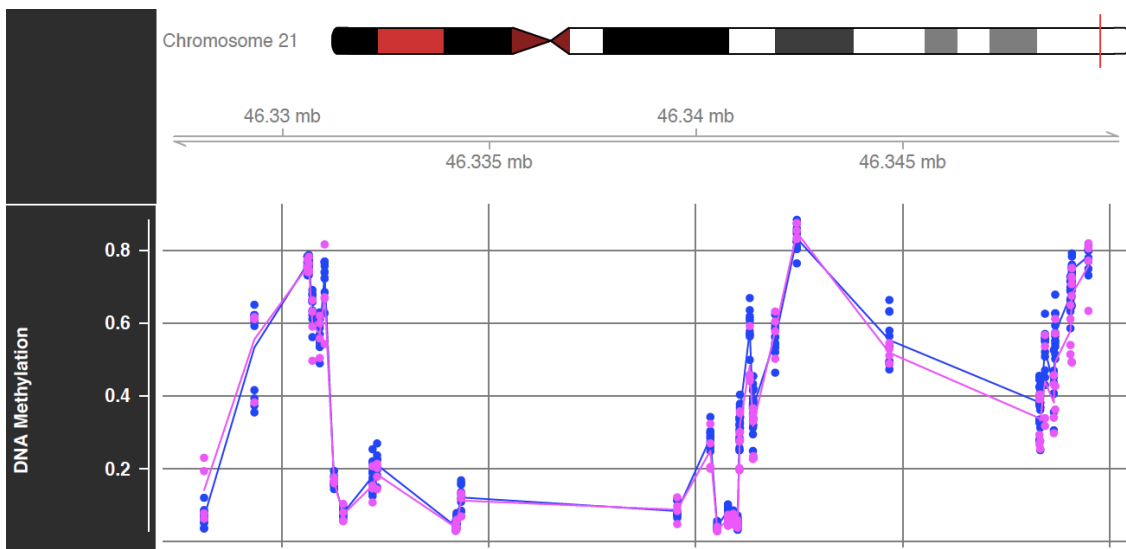 Chromosome 21
46.33 mb
46.34 mb
46.335 mb
46.345 mb
DNA Methylation
0.8
0.6
0.4
0.2